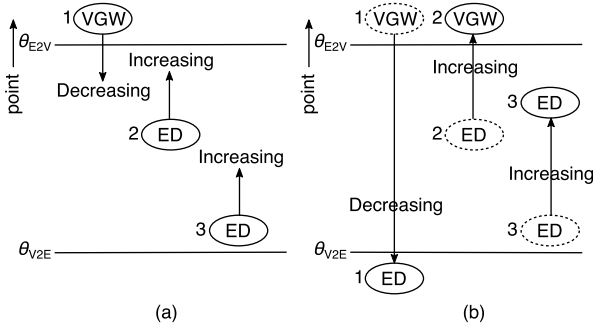 1 VGW
θE2V
Increasing
Decreasing
point
2 ED
Increasing
3 ED
θV2E
(a)
1 VGW 2 VGW
θE2V
Increasing
point
3 ED
2 ED
Increasing
Decreasing
3 ED
θV2E
1 ED
(b)